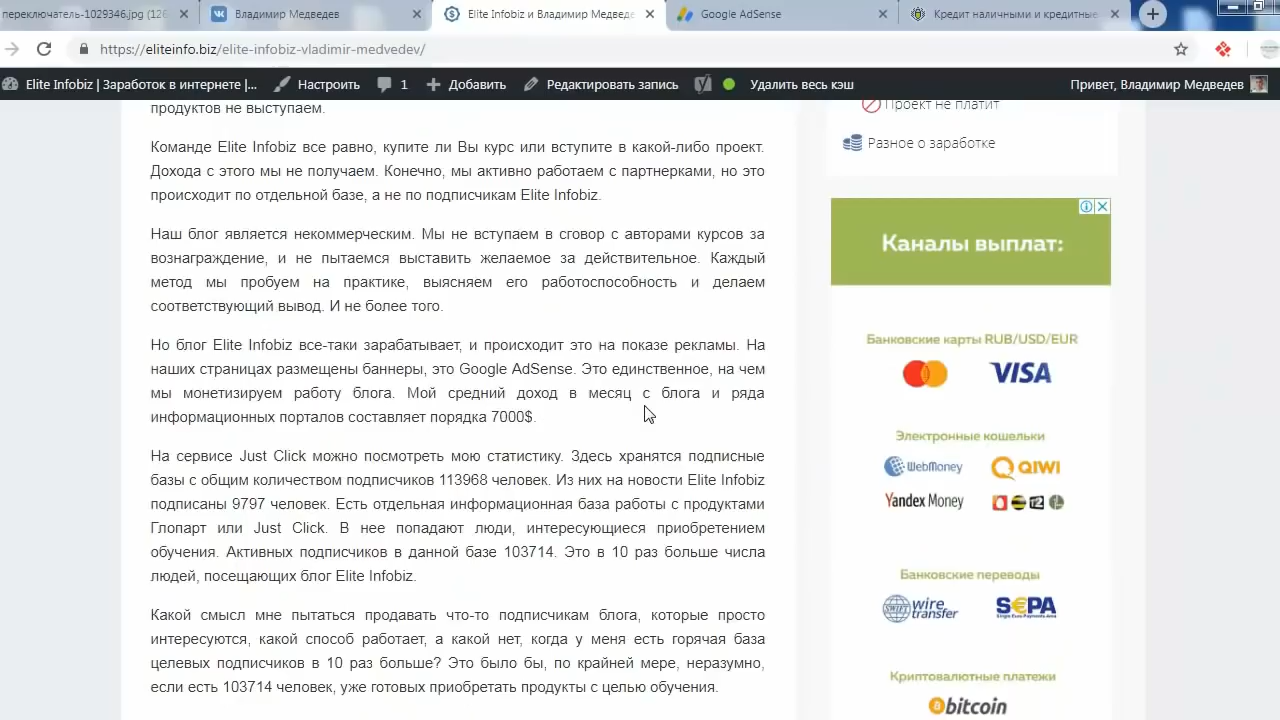 переключатель-1029346.jpg (126
Владимир Медведев
Elite Infobiz и Владимир Медведе
Google AdSense
Кредит наличными и кредитные
https://eliteinfo.biz/elite-infobiz-vladimir-medvedev/
Elite Infobiz | Заработок в интернете |...
Настроить
1
Добавить
Редактировать запись
Удалить весь кэш
Привет, Владимир Медведев
продуктов не выступаем.
Команде Elite Infobiz все равно, купите ли Вы курс или вступите в какой-либо проект.
Дохода с этого мы не получаем. Конечно, мы активно работаем с партнерками, но это
происходит по отдельной базе, а не по подписчикам Elite Infobiz.
Наш блог является некоммерческим. Мы не вступаем в сговор с авторами курсов за
вознаграждение, и не пытаемся выставить желаемое за действительное. Каждый
метод мы пробуем на практике, выясняем его работоспособность и делаем
соответствующий вывод. И не более того.
Но блог Elite Infobiz тоже зарабатывает, и происходит это на показе рекламы. На
наших страницах размещены баннеры, это Google AdSense. Это единственное, на чем
мы монетизируем работу блога. Мой средний доход в месяц с блога и ряда
информационных порталов составляет порядка 7000$.
На сервисе Just Click можно посмотреть мою статистику. Здесь хранятся подписные
базы с общим количеством подписчиков 113968 человек. Из них на новости Elite Infobiz
подписаны 9797 человек. Есть отдельная информационная база работы с продуктами
Глопарт или Just Click. В нее попадают люди, интересующиеся приобретением
обучения. Активных подписчиков в данной базе 103714. Это в 10 раз больше числа
людей, посещающих блог Elite Infobiz.
Какой смысл мне пытаться продавать что-то подписчикам блога, которые просто
интересуются, какой способ работает, а какой нет, когда у меня есть горячая база
целевых подписчиков в 10 раз больше? Это было бы, по крайней мере, неразумно,
если есть 103714 человек, уже готовых приобретать продукты с целью обучения.
Проект не платит
Разное о заработке
Каналы выплат:
Банковские карты RUB/USD/EUR
VISA
Электронные кошельки
WebMoney
QIWI
Yandex Money
Банковские переводы
SWIFT wire transfer
S€PA
Single Euro Payments Area
Криптовалютные платежи
bitcoin